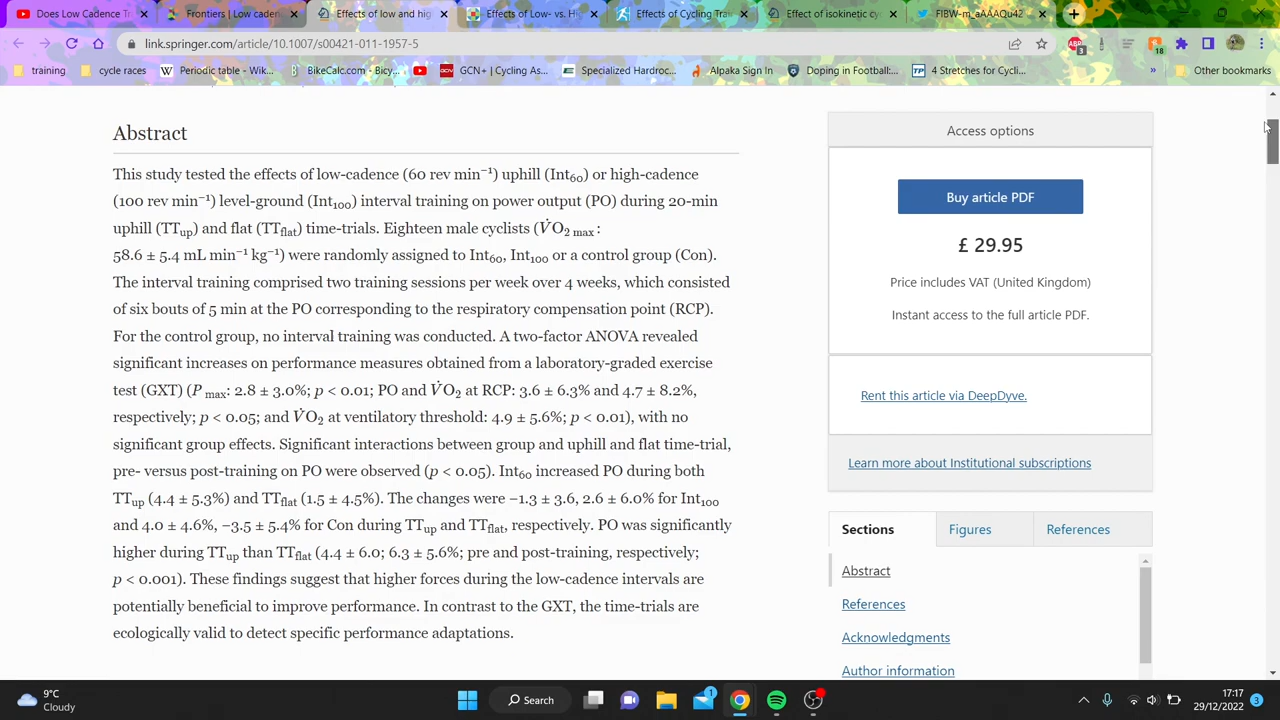 Does Low Cadence Train
Frontiers | Low caden
Effects of low and hig
Effects of Low- vs. Hi
Effects of Cycling Tra
Effect of isokinetic cy
FIBW-m_aAAQu42
link.springer.com/article/10.1007/s00421-011-1957-5
3
18
training
cycle races
Periodic table - Wik...
BikeCalc.com - Bicy...
GCN+ | Cycling As...
Specialized Hardroc...
Alpaka Sign In
Doping in Football:...
4 Stretches for Cycli...
»
Other bookmarks
Abstract
This study tested the effects of low-cadence (60 rev min⁻¹) uphill (Int₆₀) or high-cadence
(100 rev min⁻¹) level-ground (Int₁₀₀) interval training on power output (PO) during 20-min
uphill (TTup) and flat (TTflat) time-trials. Eighteen male cyclists (V̇O₂ max:
58.6 ± 5.4 mL min⁻¹ kg⁻¹) were randomly assigned to Int₆₀, Int₁₀₀ or a control group (Con).
The interval training comprised two training sessions per week over 4 weeks, which consisted
of six bouts of 5 min at the PO corresponding to the respiratory compensation point (RCP).
For the control group, no interval training was conducted. A two-factor ANOVA revealed
significant increases on performance measures obtained from a laboratory-graded exercise
test (GXT) (P max: 2.8 ± 3.0%; p < 0.01; PO and V̇O₂ at RCP: 3.6 ± 6.3% and 4.7 ± 8.2%,
respectively; p < 0.05; and V̇O₂ at ventilatory threshold: 4.9 ± 5.6%; p < 0.01), with no
significant group effects. Significant interactions between group and uphill and flat time-trial,
pre- versus post-training on PO were observed (p < 0.05). Int₆₀ increased PO during both
TTup (4.4 ± 5.3%) and TTflat (1.5 ± 4.5%). The changes were −1.3 ± 3.6, 2.6 ± 6.0% for Int₁₀₀
and 4.0 ± 4.6%, −3.5 ± 5.4% for Con during TTup and TTflat, respectively. PO was significantly
higher during TTup than TTflat (4.4 ± 6.0; 6.3 ± 5.6%; pre and post-training, respectively;
p < 0.001). These findings suggest that higher forces during the low-cadence intervals are
potentially beneficial to improve performance. In contrast to the GXT, the time-trials are
ecologically valid to detect specific performance adaptations.
Access options
Buy article PDF
£ 29.95
Price includes VAT (United Kingdom)
Instant access to the full article PDF.
Rent this article via DeepDyve.
Learn more about Institutional subscriptions
Sections
Figures
References
Abstract
References
Acknowledgments
Author information
9°C
Cloudy
Search
1
17:17
29/12/2022
3